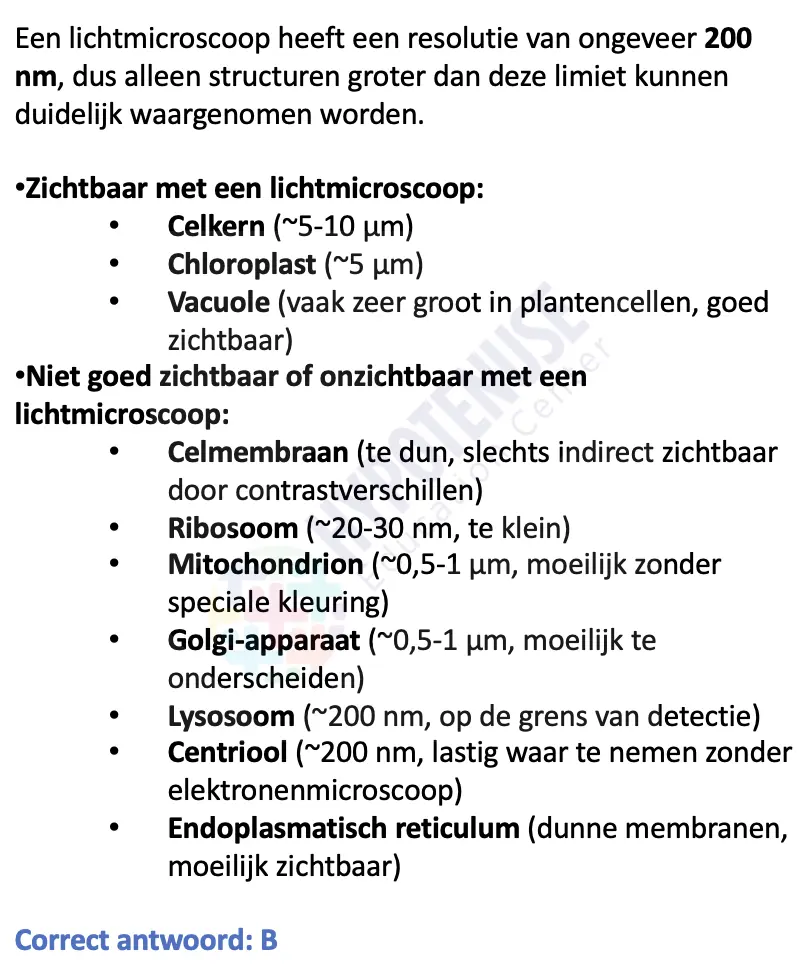 Een lichtmicroscoop heeft een resolutie van ongeveer 200
nm, dus alleen structuren groter dan deze limiet kunnen
duidelijk waargenomen worden.
•Zichtbaar met een lichtmicroscoop:
• Celkern (~5-10 µm)
• Chloroplast (~5 µm)
• Vacuole (vaak zeer groot in plantencellen, goed
zichtbaar)
•Niet goed zichtbaar of onzichtbaar met een
lichtmicroscoop:
• Celmembraan (te dun, slechts indirect zichtbaar
door contrastverschillen)
• Ribosoom (~20-30 nm, te klein)
• Mitochondrion (~0,5-1 µm, moeilijk zonder
speciale kleuring)
• Golgi-apparaat (~0,5-1 µm, moeilijk te
onderscheiden)
• Lysosoom (~200 nm, op de grens van detectie)
• Centriool (~200 nm, lastig waar te nemen zonder
elektronenmicroscoop)
• Endoplasmatisch reticulum (dunne membranen,
moeilijk zichtbaar)
Correct antwoord: B
HYPOTENUSE
Education Center